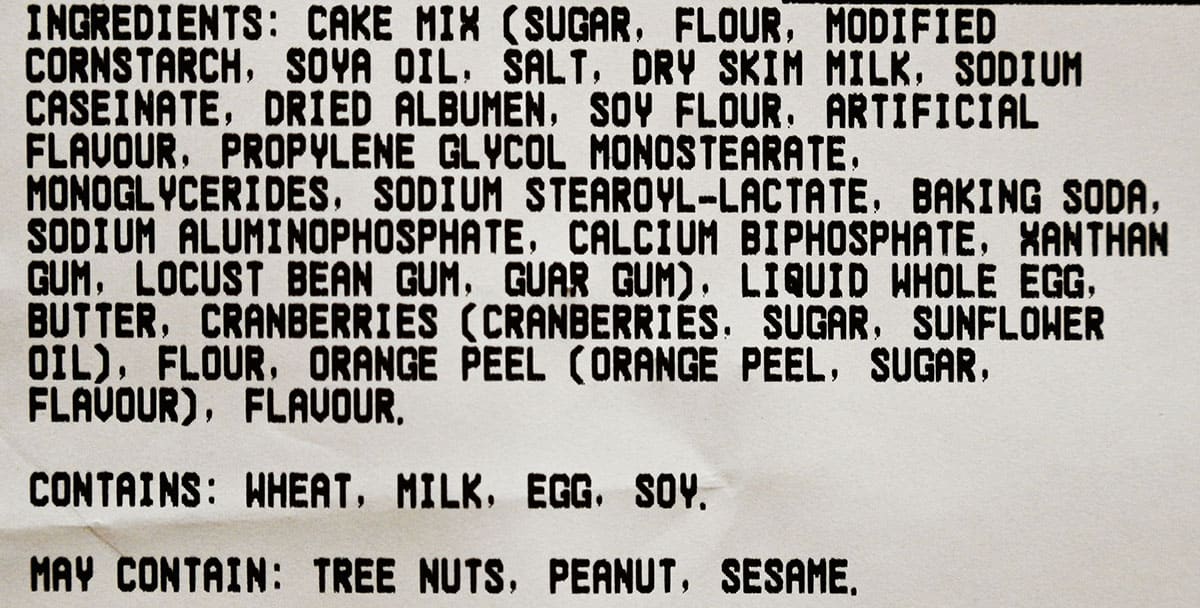 INGREDIENTS: CAKE MIX (SUGAR, FLOUR, MODIFIED
CORNSTARCH, SOYA OIL, SALT, DRY SKIM MILK, SODIUM
CASEINATE, DRIED ALBUMEN, SOY FLOUR, ARTIFICIAL
FLAVOUR, PROPYLENE GLYCOL MONOSTEARATE,
MONOGLYCERIDES, SODIUM STEAROYL-LACTATE, BAKING SODA,
SODIUM ALUMINOPHOSPHATE, CALCIUM BIPHOSPHATE, XANTHAN
GUM, LOCUST BEAN GUM, GUAR GUM), LIQUID WHOLE EGG,
BUTTER, CRANBERRIES (CRANBERRIES, SUGAR, SUNFLOWER
OIL), FLOUR, ORANGE PEEL (ORANGE PEEL, SUGAR,
FLAVOUR), FLAVOUR.
CONTAINS: WHEAT, MILK, EGG, SOY.
MAY CONTAIN: TREE NUTS, PEANUT, SESAME.